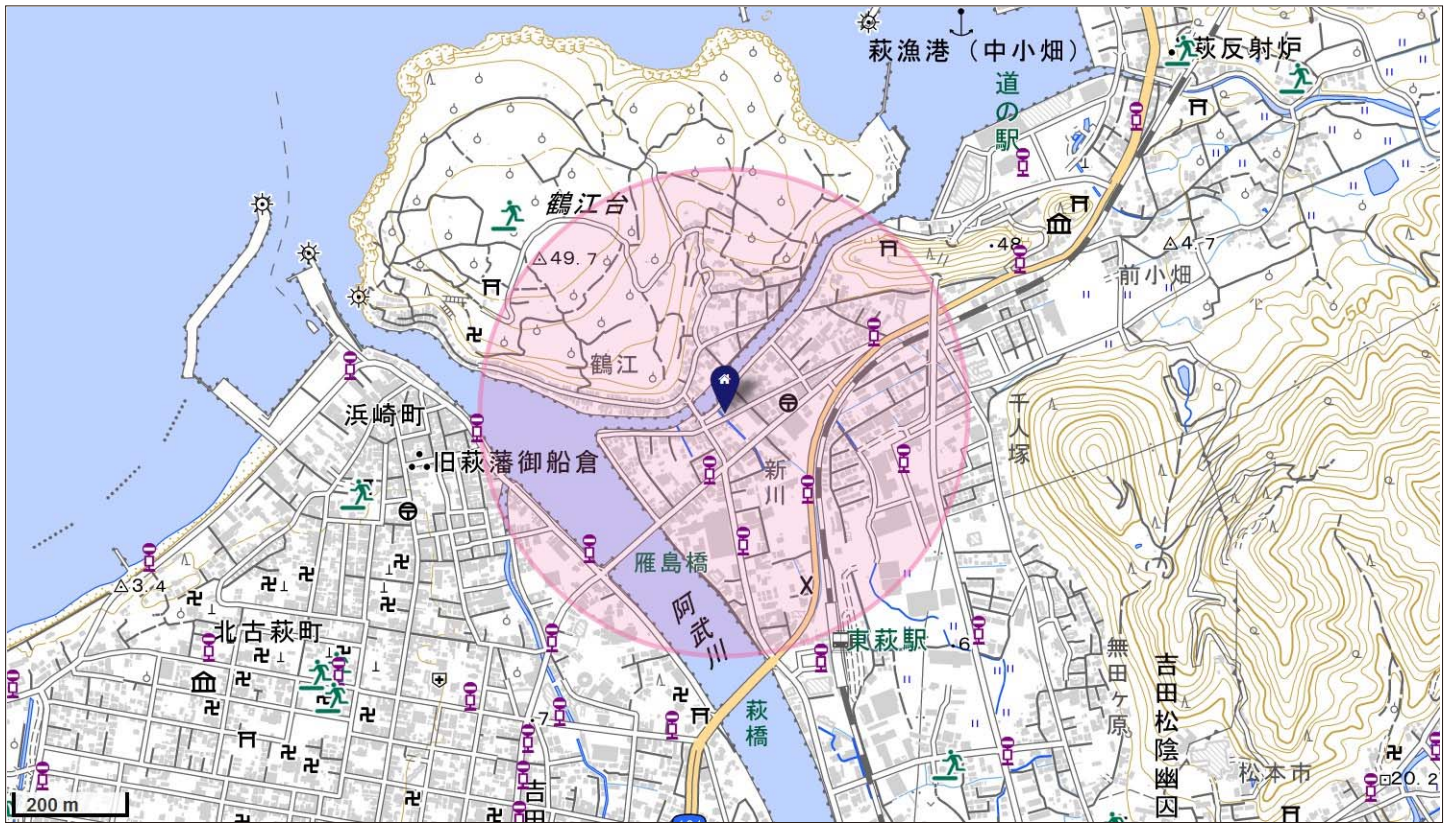 萩漁港（中小畑）
萩反射炉
道の駅
鶴江台
49.7
・48
4.7
前小畑
50
鶴江
浜崎町
旧萩藩御船倉
新川
千人塚
雁島橋
3.4
阿武川
北古萩町
東萩駅
・6
無田ヶ原
吉田松陰幽囚
・7
萩橋
松本市
20.2
吉田
200 m